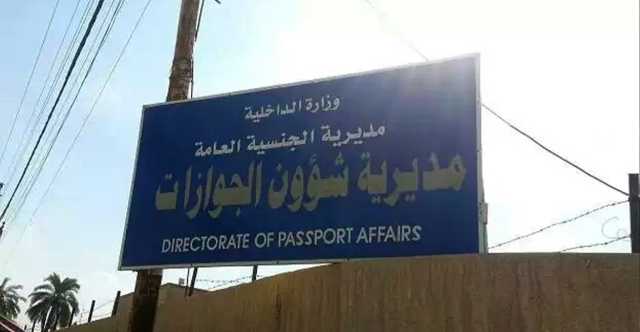 وزارة الداخلية
مديرية الجنسية العامة
مديرية شؤون الجوازات
DIRECTORATE OF PASSPORT AFFAIRS